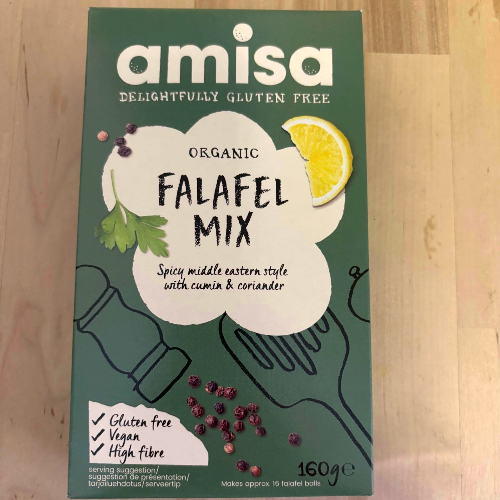 amisa
DELIGHTFULLY GLUTEN FREE
ORGANIC
FALAFEL
MIX
Spicy middle eastern style
with cumin & coriander
Gluten free
Vegan
High fibre
serving suggestion/
suggestion de présentation/
tarjoiluehdotus/serveertip
Makes approx. 16 falafel balls
160g℮